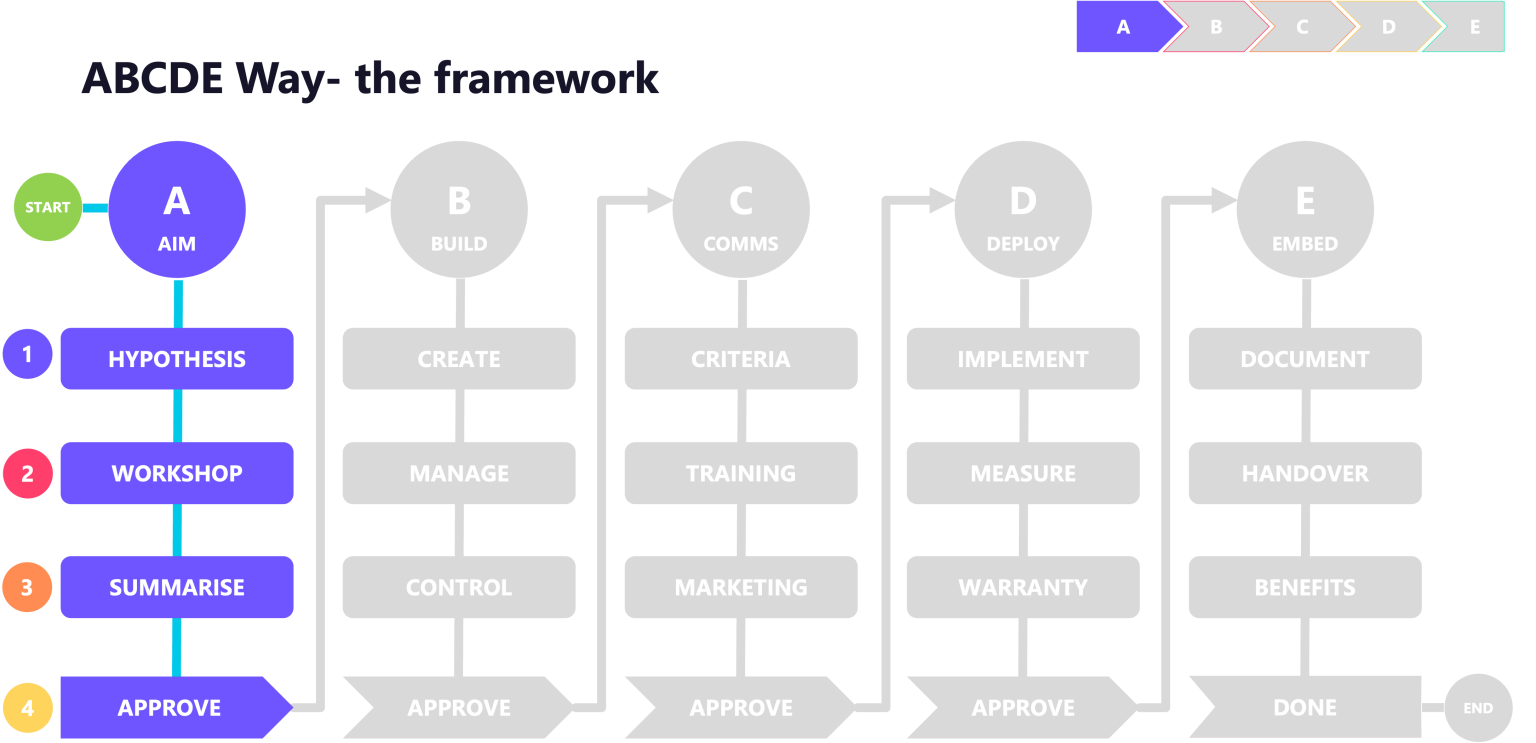 A B C D E
ABCDE Way- the framework
START
A
AIM
B
BUILD
C
COMMS
D
DEPLOY
E
EMBED
1
HYPOTHESIS
CREATE
CRITERIA
IMPLEMENT
DOCUMENT
2
WORKSHOP
MANAGE
TRAINING
MEASURE
HANDOVER
3
SUMMARISE
CONTROL
MARKETING
WARRANTY
BENEFITS
4
APPROVE
APPROVE
APPROVE
APPROVE
DONE
END